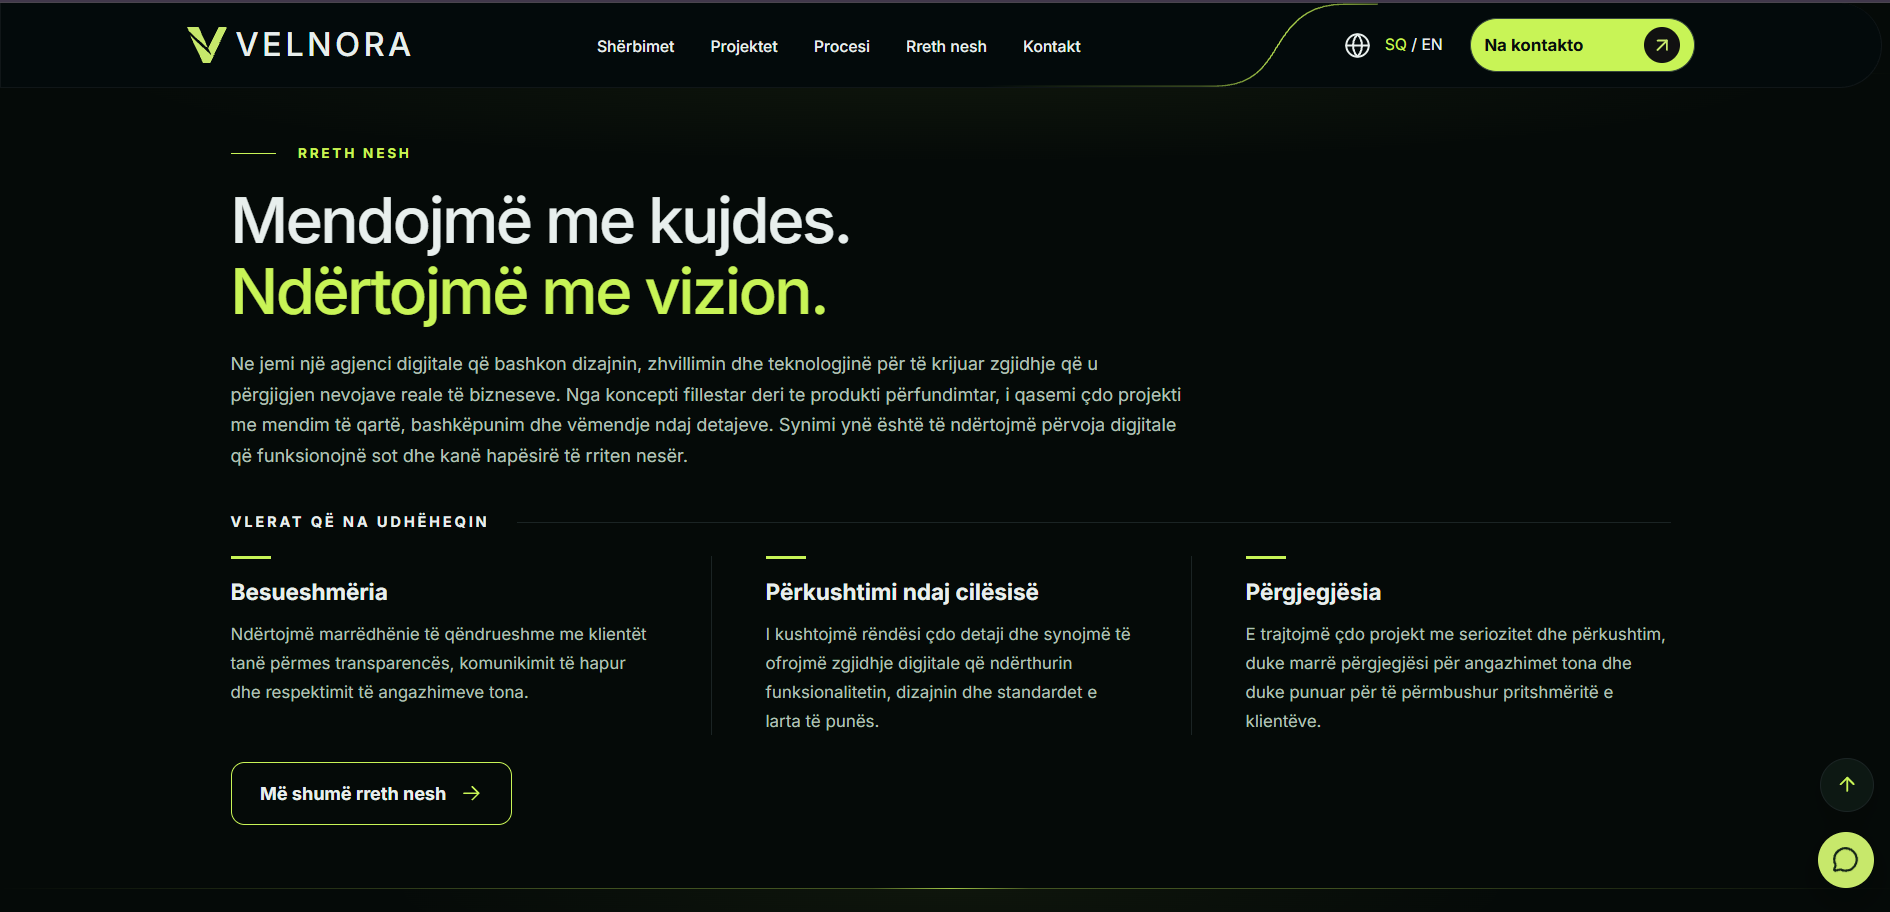 VELNORA
Shërbimet Projektet Procesi Rreth nesh Kontakt
SQ / EN
Na kontakto
RRETH NESH
Mendojmë me kujdes.
Ndërtojmë me vizion.
Ne jemi një agjenci digjitale që bashkon dizajnin, zhvillimin dhe teknologjinë për të krijuar zgjidhje që u
përgjigjen nevojave reale të bizneseve. Nga koncepti fillestar deri te produkti përfundimtar, i qasemi çdo projekti
me mendim të qartë, bashkëpunim dhe vëmendje ndaj detajeve. Synimi ynë është të ndërtojmë përvoja digjitale
që funksionojnë sot dhe kanë hapësirë të rriten nesër.
VLERAT QË NA UDHËHEQIN
Besueshmëria
Ndërtojmë marrëdhënie të qëndrueshme me klientët
tanë përmes transparencës, komunikimit të hapur
dhe respektimit të angazhimeve tona.
Përkushtimi ndaj cilësisë
I kushtojmë rëndësi çdo detaji dhe synojmë të
ofrojmë zgjidhje digjitale që ndërthurin
funksionalitetin, dizajnin dhe standardet e
larta të punës.
Përgjegjësia
E trajtojmë çdo projekt me seriozitet dhe përkushtim,
duke marrë përgjegjësi për angazhimet tona dhe
duke punuar për të përmbushur pritshmëritë e
klientëve.
Më shumë rreth nesh